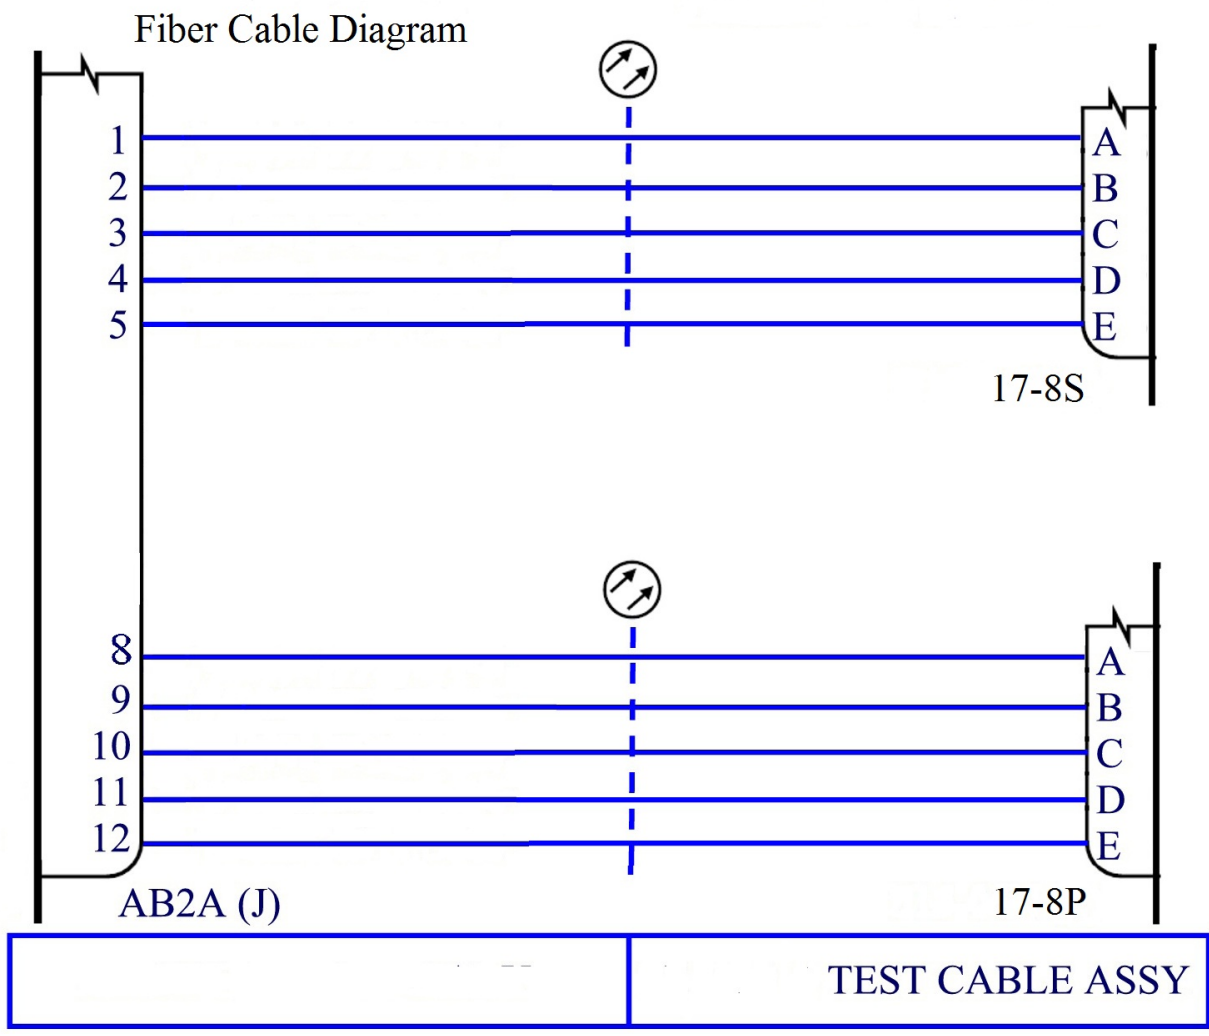 Fiber Cable Diagram
1
2
3
4
5
A
B
C
D
E
17-8S
8
9
10
11
12
A
B
C
D
E
AB2A (J)
17-8P
TEST CABLE ASSY